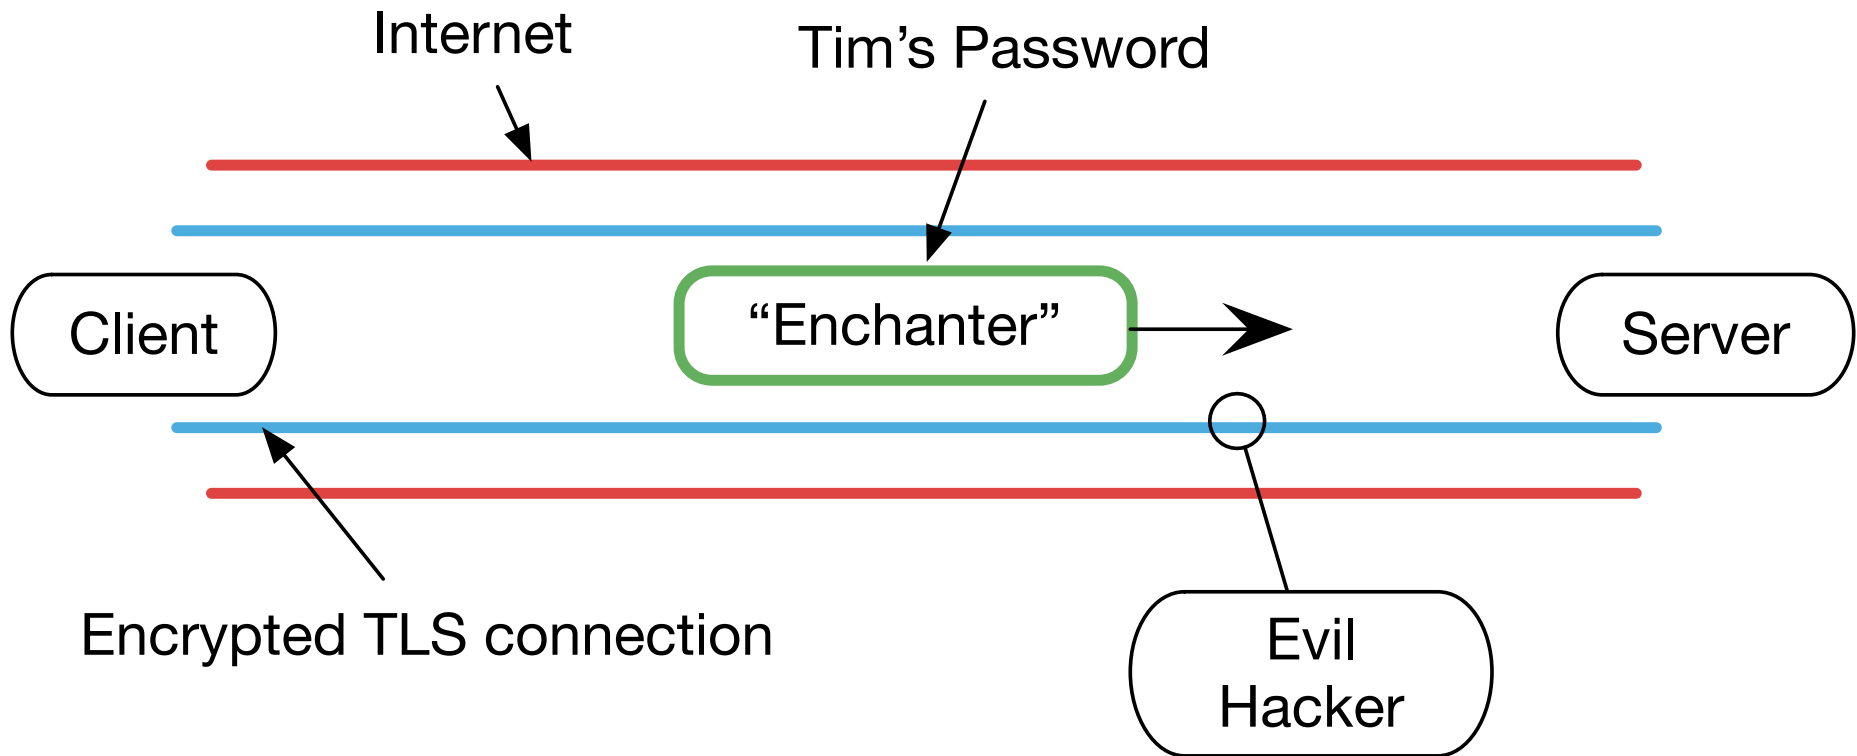 Internet
Tim’s Password
Client
“Enchanter”
Server
Encrypted TLS connection
Evil
Hacker